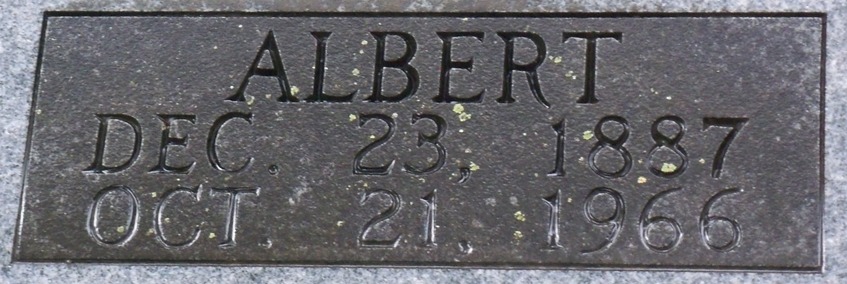 ALBERT
DEC. 23, 1887
OCT. 21, 1966